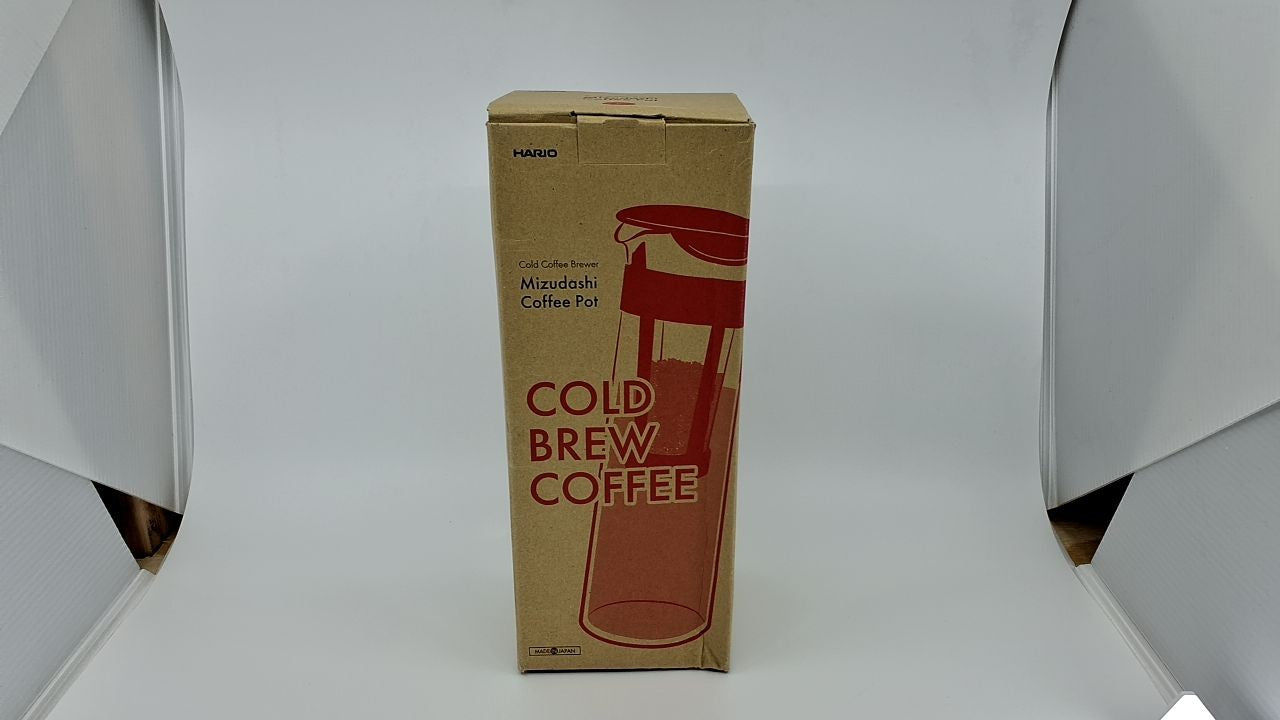 HARIO
Cold Coffee Brewer
Mizudashi
Coffee Pot
COLD
BREW
COFFEE
MADE IN JAPAN